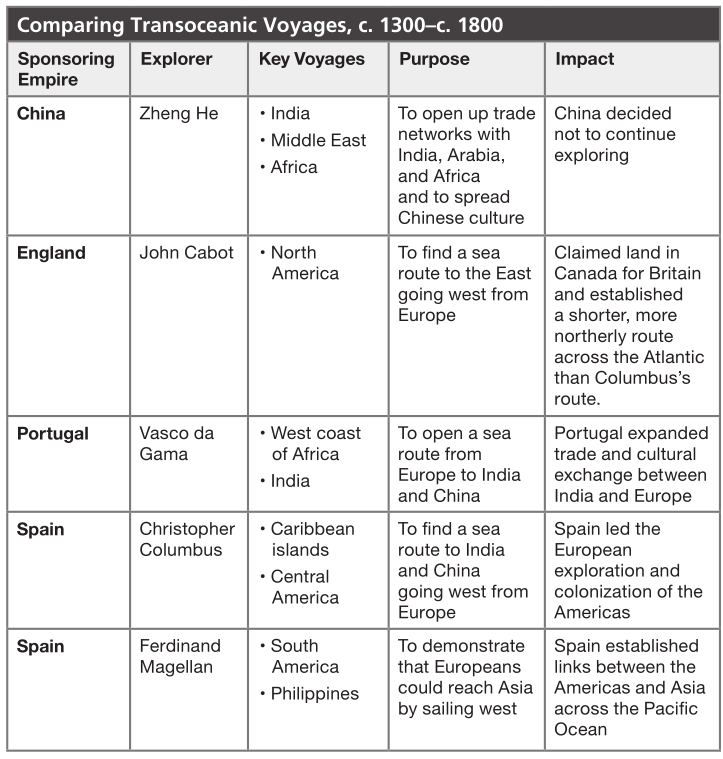 Comparing Transoceanic Voyages, c. 1300–c. 1800
Sponsoring
Empire
Explorer
Key Voyages
Purpose
Impact
China
Zheng He
• India
• Middle East
• Africa
To open up trade
networks with
India, Arabia,
and Africa
and to spread
Chinese culture
China decided
not to continue
exploring
England
John Cabot
• North
America
To find a sea
route to the East
going west from
Europe
Claimed land in
Canada for Britain
and established
a shorter, more
northerly route
across the Atlantic
than Columbus’s
route.
Portugal
Vasco da
Gama
• West coast
of Africa
• India
To open a sea
route from
Europe to India
and China
Portugal expanded
trade and cultural
exchange between
India and Europe
Spain
Christopher
Columbus
• Caribbean
islands
• Central
America
To find a sea
route to India
and China
going west from
Europe
Spain led the
European
exploration and
colonization of the
Americas
Spain
Ferdinand
Magellan
• South
America
• Philippines
To demonstrate
that Europeans
could reach Asia
by sailing west
Spain established
links between the
Americas and Asia
across the Pacific
Ocean